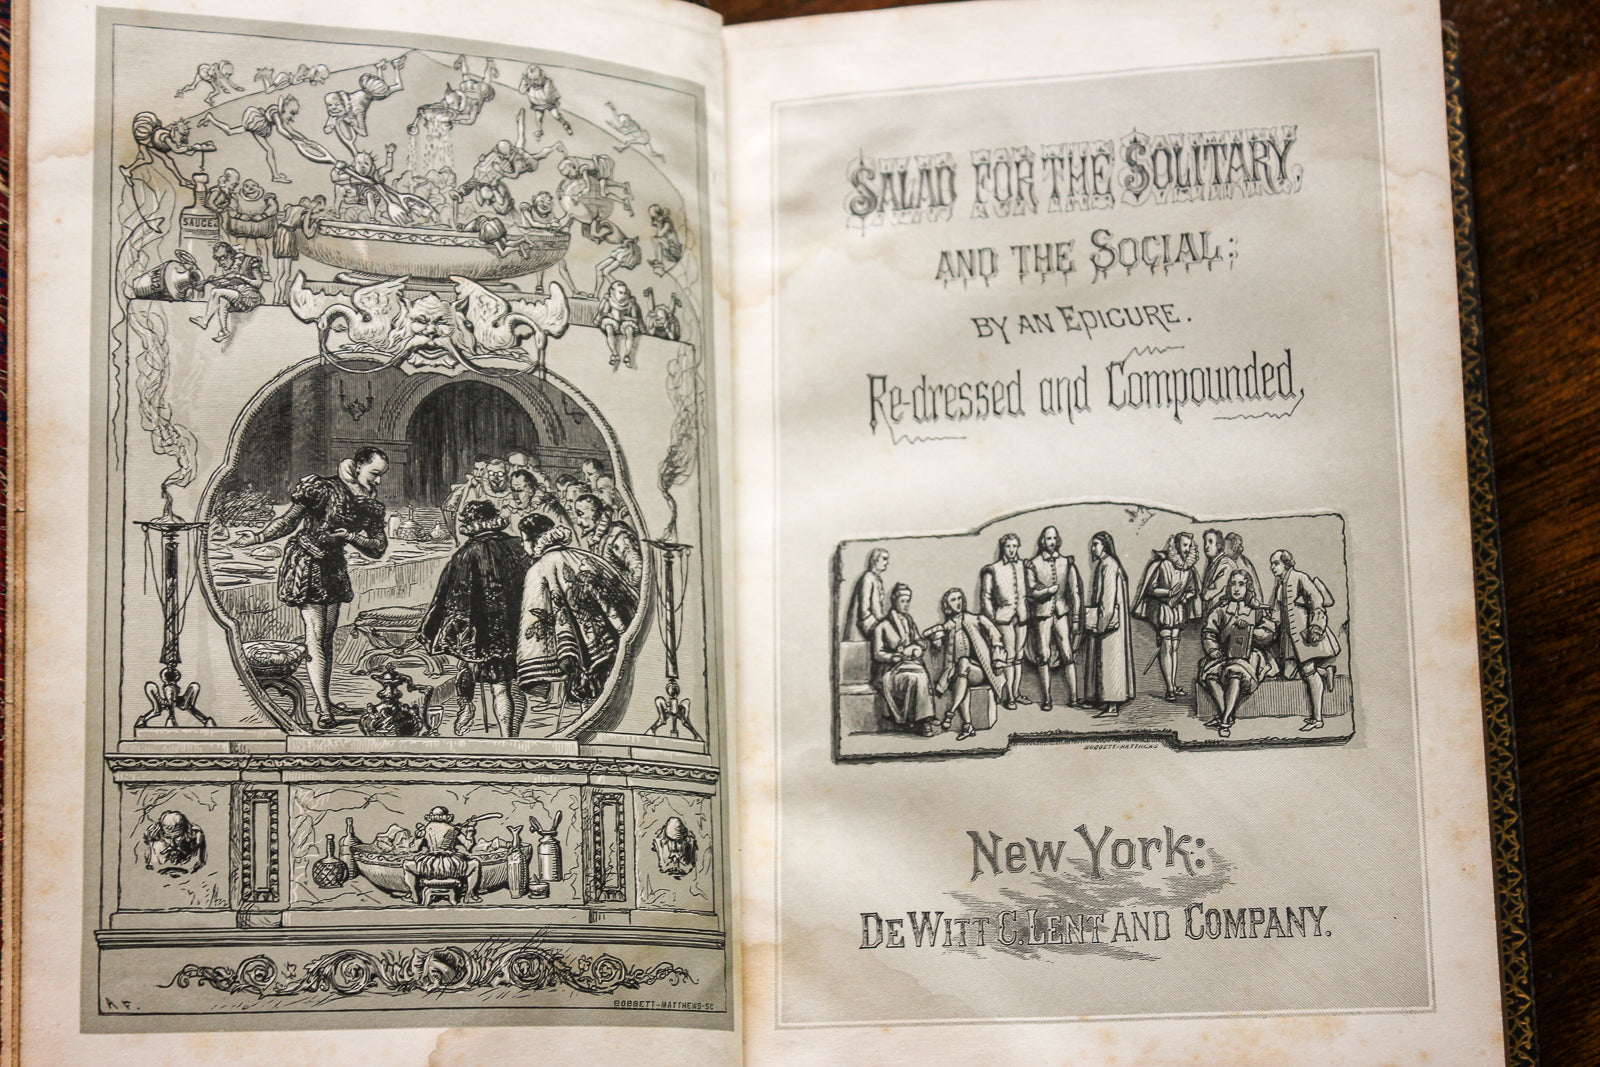 SAUCE
A F.
BOBBETT-MATTHEWS-SC
SALAD FOR THE SOLITARY,
AND THE SOCIAL:
BY AN EPICURE.
Re-dressed and Compounded,
BOBBETT-MATTHEWS
New York:
DEWITT C. LENT AND COMPANY.